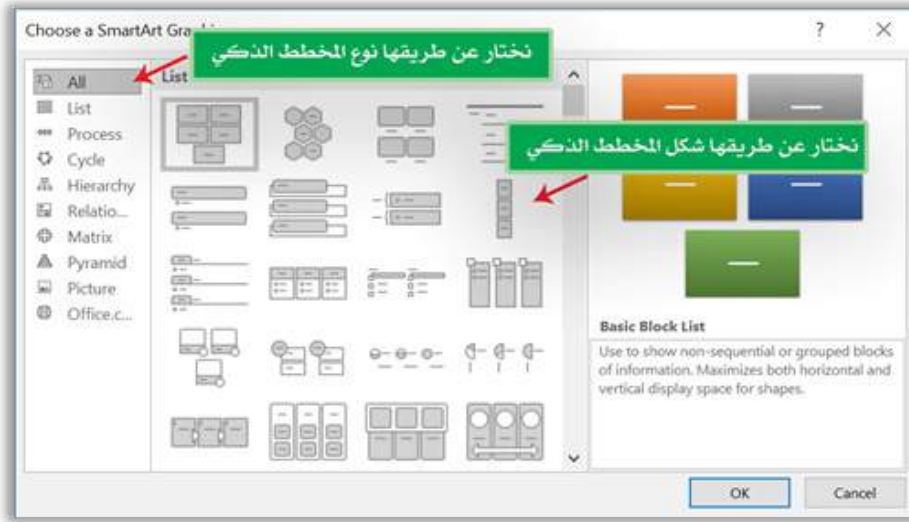 Choose a SmartArt Gra
? ×
نختار عن طريقها نوع المخطط الذكي
All
List
Process
Cycle
Hierarchy
Relatio...
Matrix
Pyramid
Picture
Office.c...
List
نختار عن طريقها شكل المخطط الذكي
Basic Block List
Use to show non-sequential or grouped blocks
of information. Maximizes both horizontal and
vertical display space for shapes.
OK
Cancel